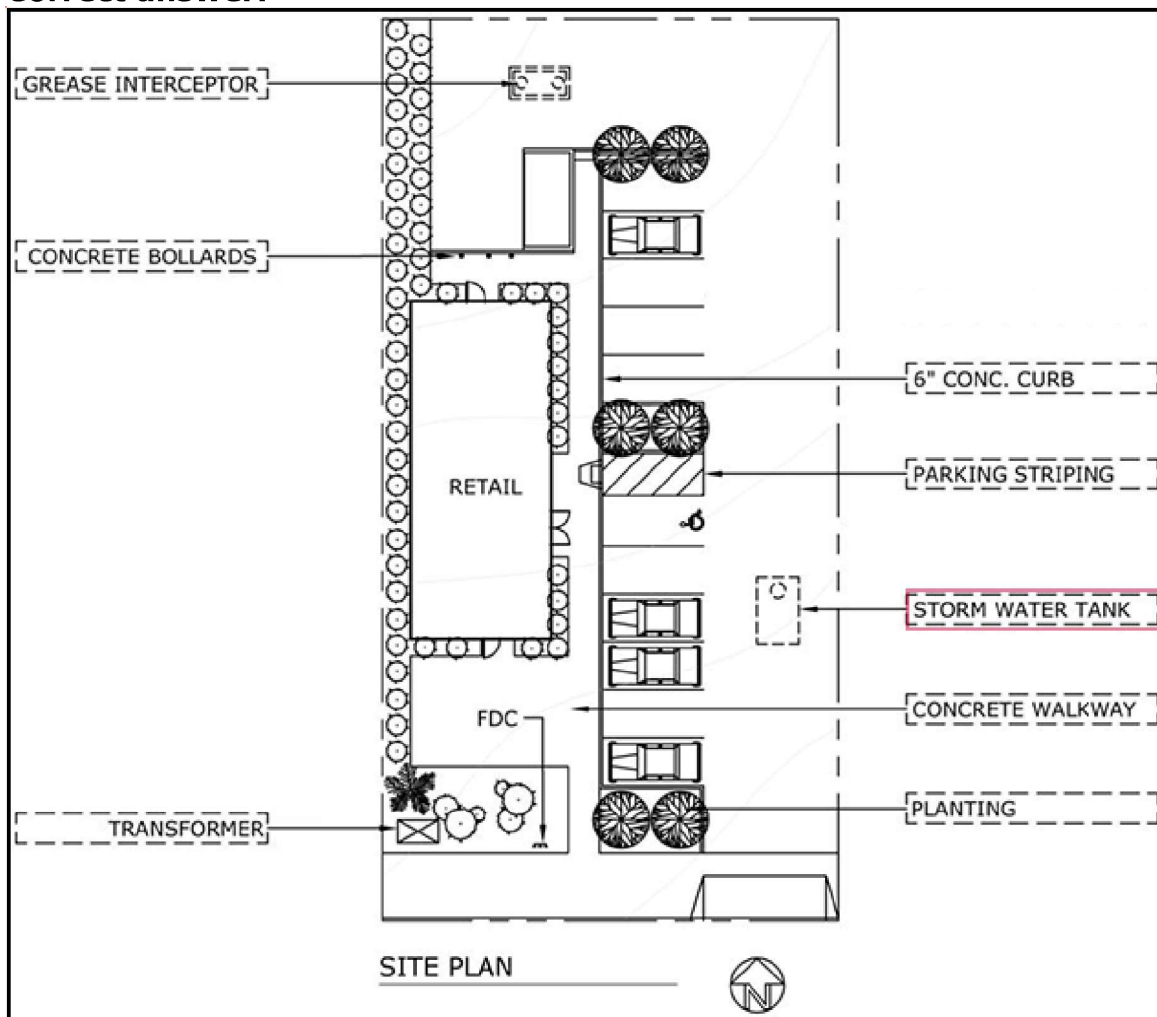 GREASE INTERCEPTOR
CONCRETE BOLLARDS
6" CONC. CURB
PARKING STRIPING
RETAIL
STORM WATER TANK
CONCRETE WALKWAY
FDC
PLANTING
TRANSFORMER
SITE PLAN
N